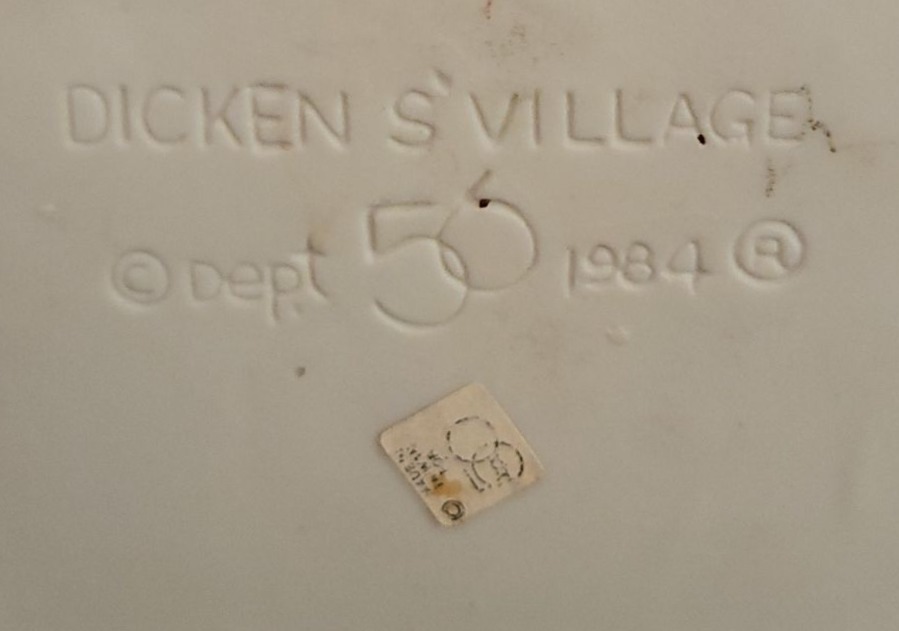 DICKEN S' VILLAGE
© Dept 56 1984 ®